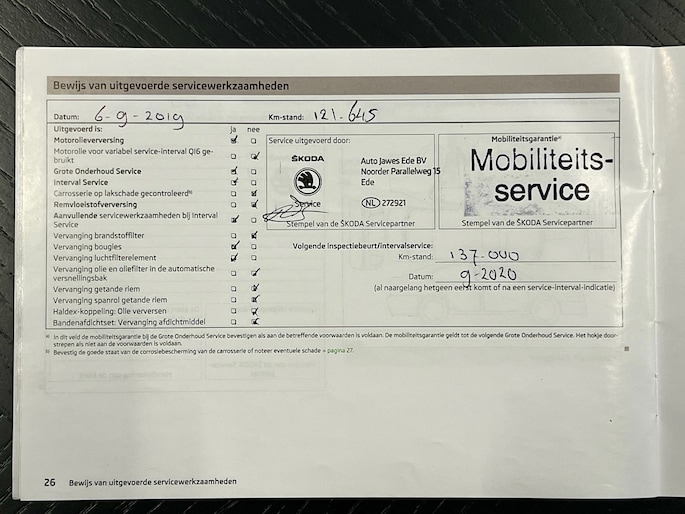 Bewijs van uitgevoerde servicewerkzaamheden
Datum: 6-9-2019 Km-stand: 121.645
Uitgevoerd is: ja nee
Motorolieverversing
Motorolie voor variabel service-interval QI6 ge-
bruikt
Grote Onderhoud Service
Interval Service
Carrosserie op lakschade gecontroleerd b)
Remvloeistofverversing
Aanvullende servicewerkzaamheden bij Interval
Service
Vervanging brandstoffilter
Vervanging bougies
Vervanging luchtfilterelement
Vervanging olie en oliefilter in de automatische
versnellingsbak
Vervanging getande riem
Vervanging spanrol getande riem
Haldex-koppeling: Olie verversen
Bandenafdichtset: Vervanging afdichtmiddel
Service uitgevoerd door:
ŠKODA
Service
Auto Jawes Ede BV
Noorder Parallelweg 15
Ede
NL 272921
Stempel van de ŠKODA Servicepartner
Mobiliteitsgarantie a)
Mobiliteits-
service
Stempel van de ŠKODA Servicepartner
Volgende inspectiebeurt/intervalservice:
Km-stand: 137.000
Datum: 9-2020
(al naargelang hetgeen eerst komt of na een service-interval-indicatie)
a) In dit veld de mobiliteitsgarantie bij de Grote Onderhoud Service bevestigen als aan de betreffende voorwaarden is voldaan. De mobiliteitsgarantie geldt tot de volgende Grote Onderhoud Service. Het hokje door-
strepen als niet aan de voorwaarden is voldaan.
b) Bevestig de goede staat van de corrosiebescherming van de carrosserie of noteer eventuele schade » pagina 27.
26 Bewijs van uitgevoerde servicewerkzaamheden